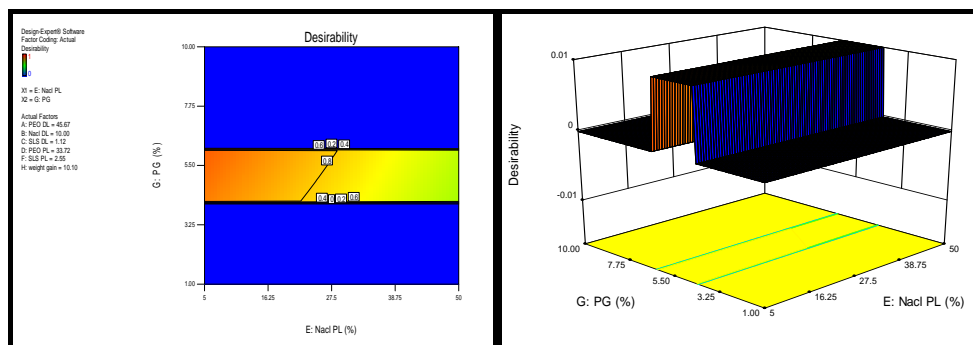 Design-Expert® Software
Factor Coding: Actual
Desirability
1
0
X1 = E: Nacl PL
X2 = G: PG
Actual Factors
A: PEO DL = 45.67
B: Nacl DL = 10.00
C: SLS DL = 1.12
D: PEO PL = 33.72
F: SLS PL = 2.55
H: weight gain = 10.10
Desirability
10.00
7.75
5.50
3.25
1.00
G: PG (%)
0.6 0.2 0.4
0.8
0.4 0 0.2 0.6
5 16.25 27.5 38.75 50
E: Nacl PL (%)
0.01
0
-0.01
Desirability
10.00
7.75
5.50
3.25
1.00
G: PG (%)
5
16.25
27.5
38.75
50
E: Nacl PL (%)